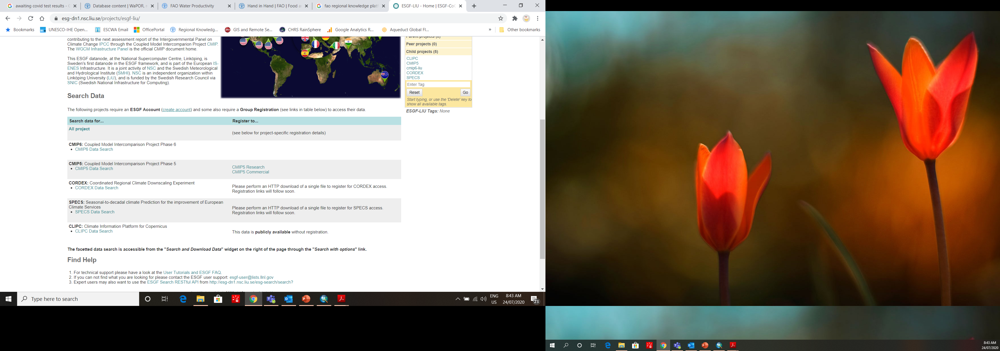 awaiting covid test results - G
Database content | WaPOR, r
FAO Water Productivity
Hand in Hand | FAO | Food a
fao regional knowledge platf
ESGF-LIU - Home | ESGF-CoG
esg-dn1.nsc.liu.se/projects/esgf-liu/
Bookmarks
UNESCO-IHE Open...
ESCWA Email
OfficePortal
Regional Knowledg...
GIS and Remote Se...
CHRS RainSphere
Google Analytics R...
Aqueduct Global Fl...
»
Other bookmarks
contributing to the next assessment report of the Intergovernmental Panel on
Climate Change IPCC through the Coupled Model Intercomparion Project CMIP.
The WGCM Infrastructure Panel is the official CMIP document home.
This ESGF datanode, at the National Supercomputer Centre, Linköping, is
Sweden's first datanode in the ESGF framework, and is part of the European IS-
ENES Infrastructure. It is a joint activity of NSC and the Swedish Meteorological
and Hydrological Institute (SMHI). NSC is an independent organization within
Linköping University (LiU), and is funded by the Swedish Research Council via
SNIC (Swedish National Infrastructure for Computing).
Parent projects (0)
Peer projects (0)
Child projects (5)
CLIPC
CMIP5
cmip6-liu
CORDEX
SPECS
Enter Tag
Reset Go
Start typing, or use the 'Delete' key to
show all available tags.
ESGF-LIU Tags: None
Search Data
The following projects require an ESGF Account (create account) and some also require a Group Registration (see links in table below) to access their data.
Search data for... Register to...
All project
(see below for project-specific registration details)
CMIP6: Coupled Model Intercomparison Project Phase 6
• CMIP6 Data Search
CMIP5: Coupled Model Intercomparison Project Phase 5
• CMIP5 Data Search
CMIP5 Research
CMIP5 Commercial
CORDEX: Coordinated Regional Climate Downscaling Experiment
• CORDEX Data Search
Please perform an HTTP download of a single file to register for CORDEX access.
Registration links will follow soon.
SPECS: Seasonal-to-decadal climate Prediction for the improvement of European
Climate Services
• SPECS Data Search
Please perform an HTTP download of a single file to register for SPECS access.
Registration links will follow soon.
CLIPC: Climate Information Platform for Copernicus
• CLIPC Data Search
This data is publicly available without registration.
The facetted data search is accessible from the "Search and Download Data" widget on the right of the page through the "Search with options" link.
Find Help
1. For technical support please have a look at the User Tutorials and ESGF FAQ.
2. If you can not find what you are looking for please contact the ESGF user support: esgf-user@lists.llnl.gov
3. Expert users may also want to use the ESGF Search RESTful API from http://esg-dn1.nsc.liu.se/esg-search/search?
Type here to search
ENG
US
8:43 AM
24/07/2020
23
8:43 AM
24/07/2020